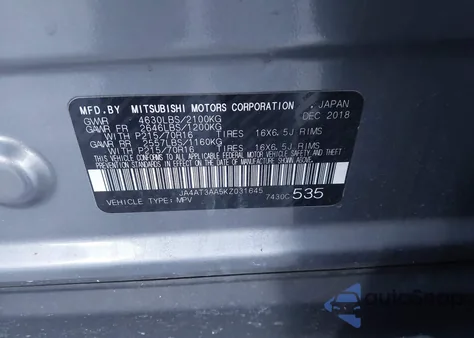 MFD.BY MITSUBISHI MOTORS CORPORATION , JAPAN
GVWR 4630LBS/2100KG DEC 2018
GAWR FR 2646LBS/1200KG
WITH P215/70R16 TIRES 16X6.5J RIMS
GAWR RR 2557LBS/1160KG
WITH P215/70R16 TIRES 16X6.5J RIMS
THIS VEHICLE CONFORMS TO ALL APPLICABLE U.S. FEDERAL MOTOR VEHICLE SAFETY AND THEFT
PREVENTION STANDARDS IN EFFECT ON THE DATE OF MANUFACTURE SHOWN ABOVE.
JA4AT3AA5KZ031645
VEHICLE TYPE: MPV 7430C 535